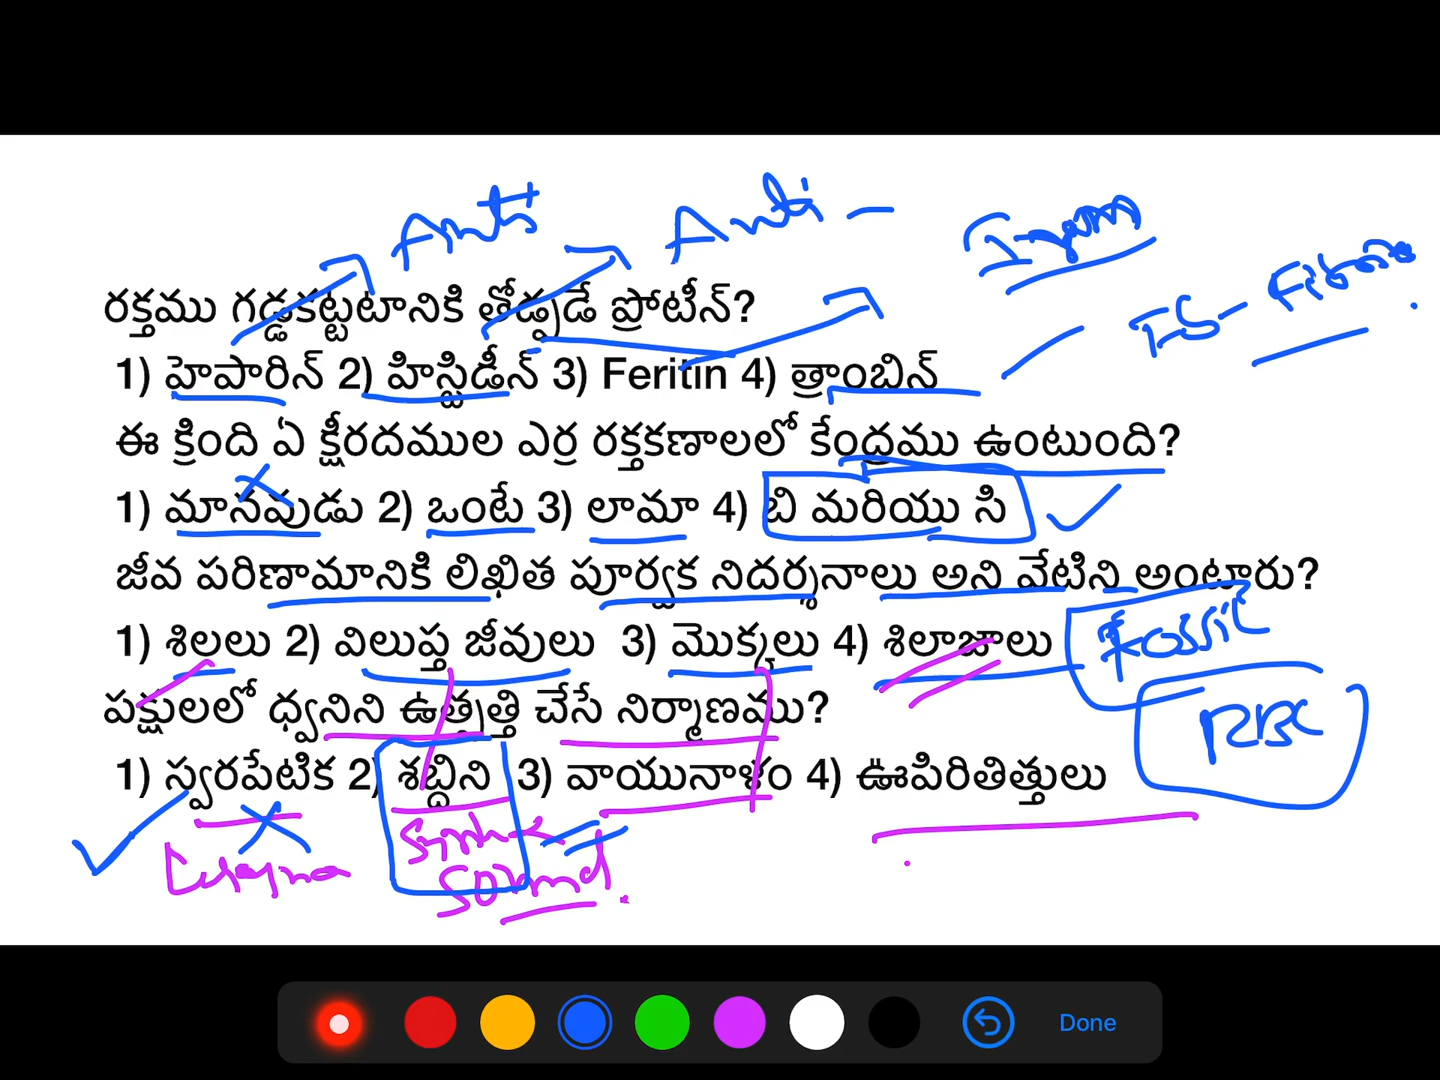 Anti Anti -
రక్తము గడ్డకట్టటానికి తోడ్పడే ప్రోటీన్?
1) హెపారిన్ 2) హిస్టిడీన్ 3) Feritin 4) త్రాంబిన్
ఈ క్రింది ఏ క్షీరదముల ఎర్ర రక్తకణాలలో కేంద్రము ఉంటుంది?
1) మానవుడు 2) ఒంటే 3) లామా 4) బి మరియు సి
జీవ పరిణామానికి లిఖిత పూర్వక నిదర్శనాలు అని వేటిని అంటారు?
1) శిలలు 2) విలుప్త జీవులు 3) మొక్కలు 4) శిలాజాలు
Fossil
పక్షులలో ధ్వనిని ఉత్పత్తి చేసే నిర్మాణము?
RBC
1) స్వరపేటిక 2) శబ్దిని 3) వాయునాళం 4) ఊపిరితిత్తులు
Sound.
Done